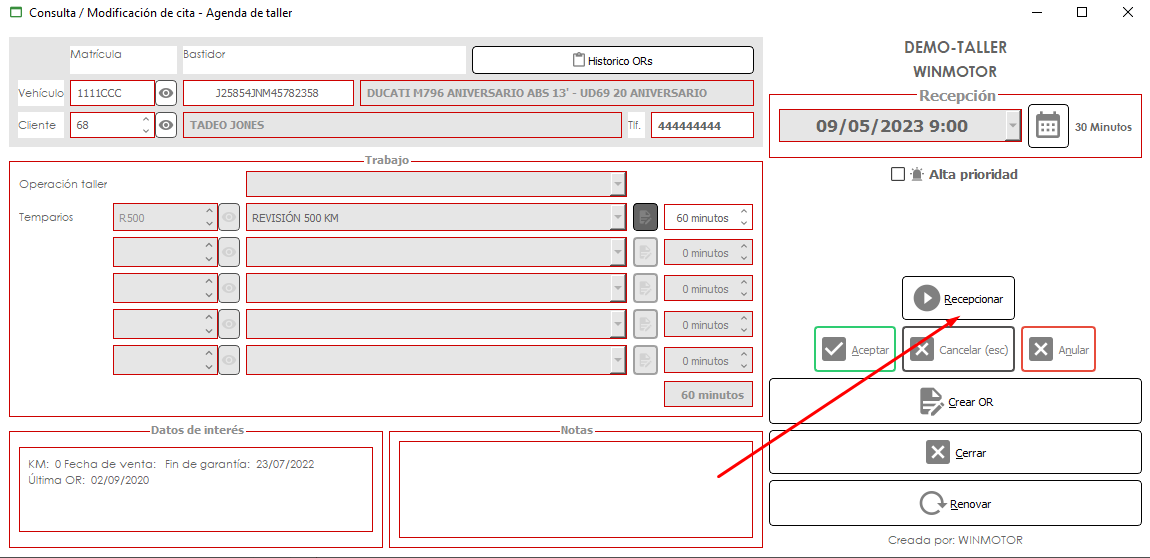 Consulta / Modificación de cita - Agenda de taller
Matrícula Bastidor
Historico ORs
Vehículo 1111CCC J25854JNM45782358 DUCATI M796 ANIVERSARIO ABS 13' - UD69 20 ANIVERSARIO
Cliente 68 TADEO JONES Tlf. 444444444
DEMO-TALLER
WINMOTOR
Recepción
09/05/2023 9:00 30 Minutos
Alta prioridad
Trabajo
Operación taller
Temparios R500 REVISIÓN 500 KM 60 minutos
0 minutos
0 minutos
0 minutos
0 minutos
60 minutos
Recepcionar
Aceptar Cancelar (esc) Anular
Crear OR
Cerrar
Renovar
Creada por: WINMOTOR
Datos de interés
KM: 0 Fecha de venta: Fin de garantía: 23/07/2022
Última OR: 02/09/2020
Notas